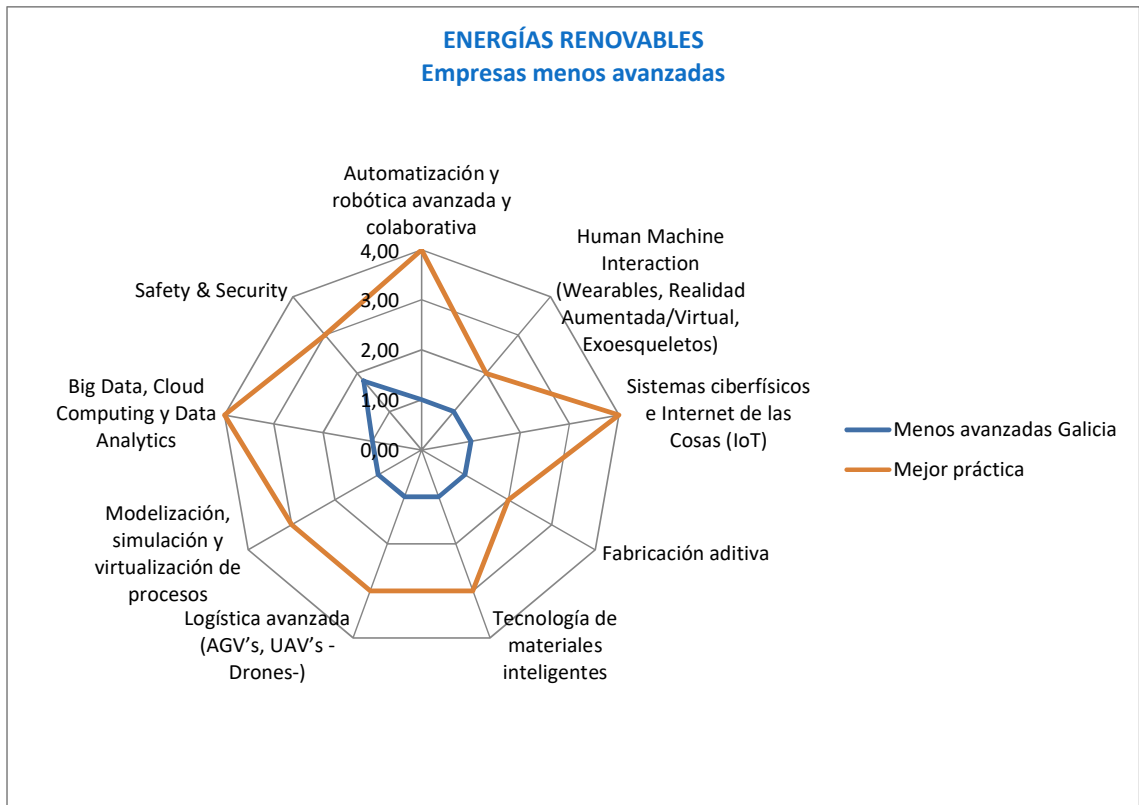 ENERGÍAS RENOVABLES
Empresas menos avanzadas
Automatización y
robótica avanzada y
colaborativa
Human Machine
Interaction
(Wearables, Realidad
Aumentada/Virtual,
Exoesqueletos)
Sistemas ciberfísicos
e Internet de las
Cosas (IoT)
Fabricación aditiva
Tecnología de
materiales
inteligentes
Logística avanzada
(AGV’s, UAV’s -
Drones-)
Modelización,
simulación y
virtualización de
procesos
Big Data, Cloud
Computing y Data
Analytics
Safety & Security
4,00
3,00
2,00
1,00
0,00
Menos avanzadas Galicia
Mejor práctica